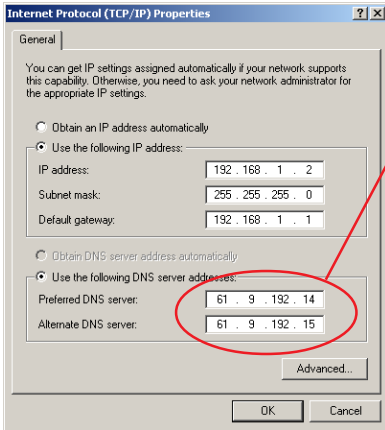 Internet Protocol (TCP/IP) Properties
General
You can get IP settings assigned automatically if your network supports
this capability. Otherwise, you need to ask your network administrator for
the appropriate IP settings.
Obtain an IP address automatically
Use the following IP address:
IP address: 192 . 168 . 1 . 2
Subnet mask: 255 . 255 . 255 . 0
Default gateway: 192 . 168 . 1 . 1
Obtain DNS server address automatically
Use the following DNS server addresses:
Preferred DNS server: 61 . 9 . 192 . 14
Alternate DNS server: 61 . 9 . 192 . 15
Advanced...
OK Cancel